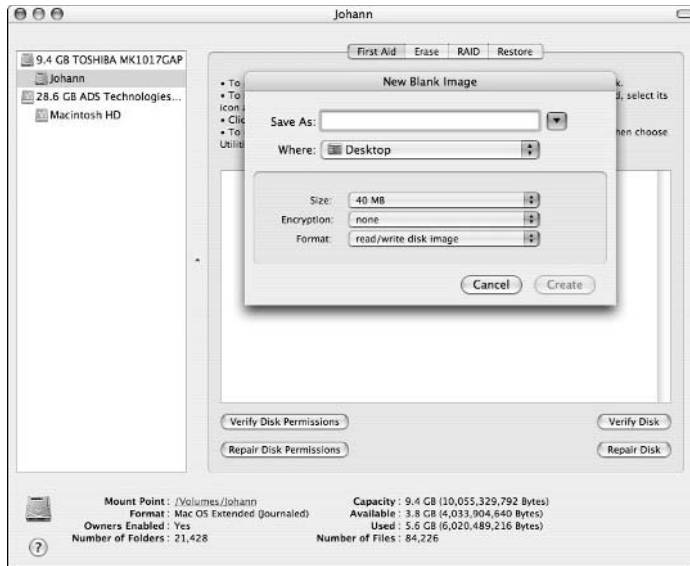 Johann
9.4 GB TOSHIBA MK1017GAP
Johann
28.6 GB ADS Technologies...
Macintosh HD
First Aid Erase RAID Restore
• To k.
• To d, select its
icon
• Clic
• To hen choose
Utiliti
New Blank Image
Save As:
Where: Desktop
Size: 40 MB
Encryption: none
Format: read/write disk image
Cancel Create
Verify Disk Permissions Verify Disk
Repair Disk Permissions Repair Disk
Mount Point : /Volumes/Johann
Format : Mac OS Extended (Journaled)
Owners Enabled : Yes
Number of Folders : 21,428
Capacity : 9.4 GB (10,055,329,792 Bytes)
Available : 3.8 GB (4,033,904,640 Bytes)
Used : 5.6 GB (6,020,489,216 Bytes)
Number of Files : 84,226
?